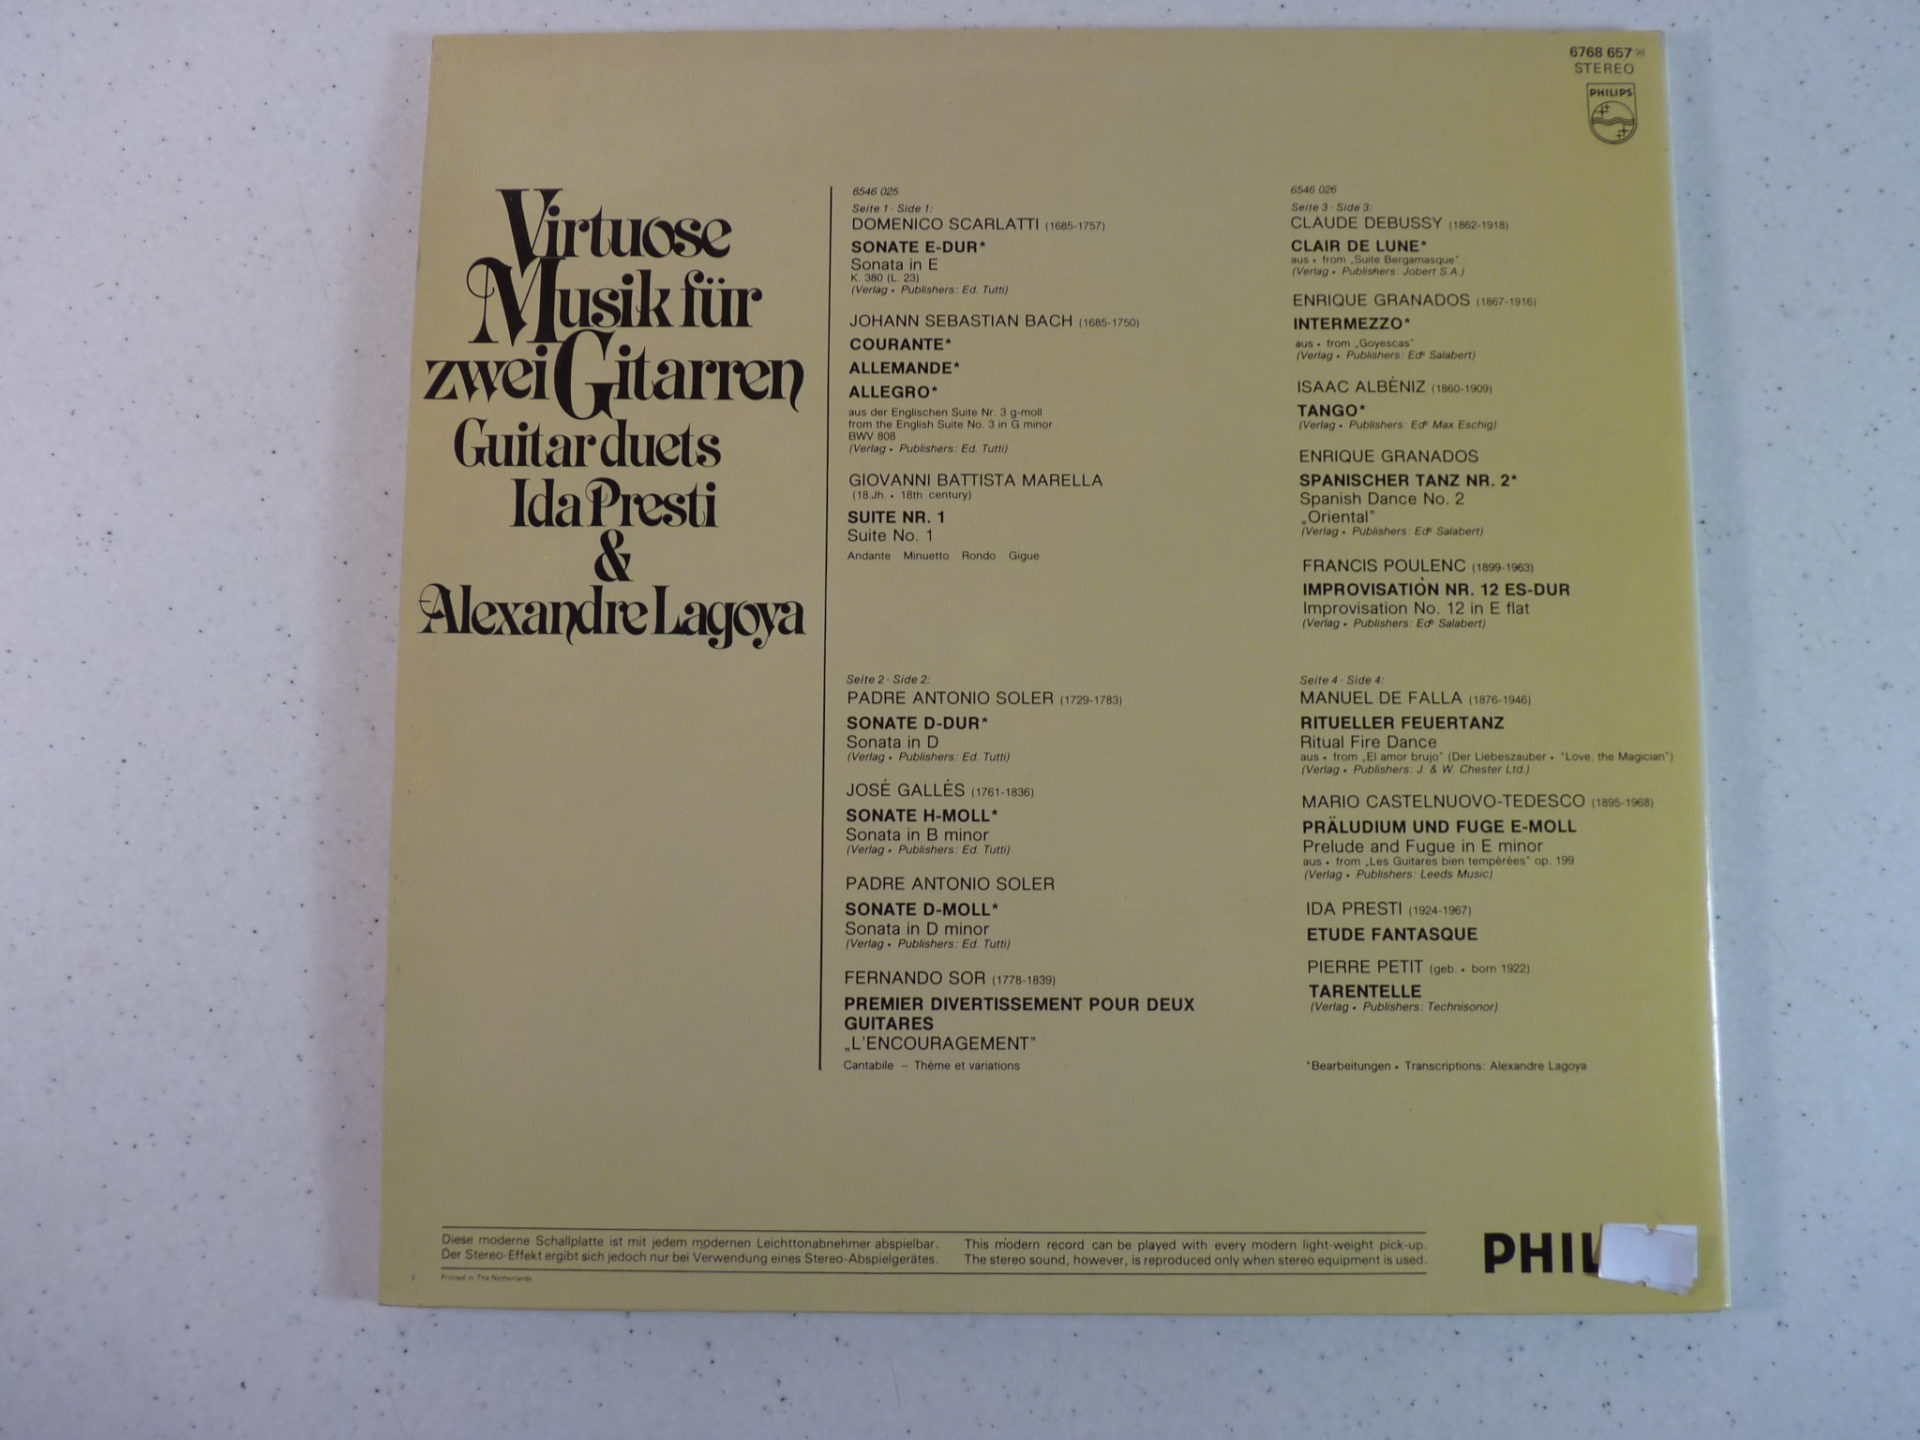 6768 657
STEREO
PHILIPS
Virtuose
Musik für
zwei Gitarren
Guitar duets
Ida Presti
&
Alexandre Lagoya
6546 025
Seite 1 · Side 1:
DOMENICO SCARLATTI (1685-1757)
SONATE E-DUR*
Sonata in E
K. 380 (L. 23)
(Verlag • Publishers: Ed. Tutti)
JOHANN SEBASTIAN BACH (1685-1750)
COURANTE*
ALLEMANDE*
ALLEGRO*
aus der Englischen Suite Nr. 3 g-moll
from the English Suite No. 3 in G minor
BWV 808
(Verlag • Publishers: Ed. Tutti)
GIOVANNI BATTISTA MARELLA
(18.Jh. • 18th century)
SUITE NR. 1
Suite No. 1
Andante Minuetto Rondo Gigue
Seite 2 · Side 2:
PADRE ANTONIO SOLER (1729-1783)
SONATE D-DUR*
Sonata in D
(Verlag • Publishers: Ed. Tutti)
JOSÉ GALLÉS (1761-1836)
SONATE H-MOLL*
Sonata in B minor
(Verlag • Publishers: Ed. Tutti)
PADRE ANTONIO SOLER
SONATE D-MOLL*
Sonata in D minor
(Verlag • Publishers: Ed. Tutti)
FERNANDO SOR (1778-1839)
PREMIER DIVERTISSEMENT POUR DEUX
GUITARES
„L'ENCOURAGEMENT"
Cantabile – Thème et variations
6546 026
Seite 3 · Side 3:
CLAUDE DEBUSSY (1862-1918)
CLAIR DE LUNE*
aus • from „Suite Bergamasque"
(Verlag • Publishers: Jobert S.A.)
ENRIQUE GRANADOS (1867-1916)
INTERMEZZO*
aus • from „Goyescas"
(Verlag • Publishers: Edᵉ Salabert)
ISAAC ALBÉNIZ (1860-1909)
TANGO*
(Verlag • Publishers: Edᵉ Max Eschig)
ENRIQUE GRANADOS
SPANISCHER TANZ NR. 2*
Spanish Dance No. 2
„Oriental"
(Verlag • Publishers: Edᵉ Salabert)
FRANCIS POULENC (1899-1963)
IMPROVISATION NR. 12 ES-DUR
Improvisation No. 12 in E flat
(Verlag • Publishers: Edᵉ Salabert)
Seite 4 · Side 4:
MANUEL DE FALLA (1876-1946)
RITUELLER FEUERTANZ
Ritual Fire Dance
aus • from „El amor brujo" (Der Liebeszauber • "Love, the Magician")
(Verlag • Publishers: J. & W. Chester Ltd.)
MARIO CASTELNUOVO-TEDESCO (1895-1968)
PRÄLUDIUM UND FUGE E-MOLL
Prelude and Fugue in E minor
aus • from „Les Guitares bien tempérées" op. 199
(Verlag • Publishers: Leeds Music)
IDA PRESTI (1924-1967)
ETUDE FANTASQUE
PIERRE PETIT (geb. • born 1922)
TARENTELLE
(Verlag • Publishers: Technisonor)
*Bearbeitungen • Transcriptions: Alexandre Lagoya
Diese moderne Schallplatte ist mit jedem modernen Leichttonabnehmer abspielbar.
Der Stereo-Effekt ergibt sich jedoch nur bei Verwendung eines Stereo-Abspielgerätes.
This modern record can be played with every modern light-weight pick-up.
The stereo sound, however, is reproduced only when stereo equipment is used.
Printed in The Netherlands
PHIL